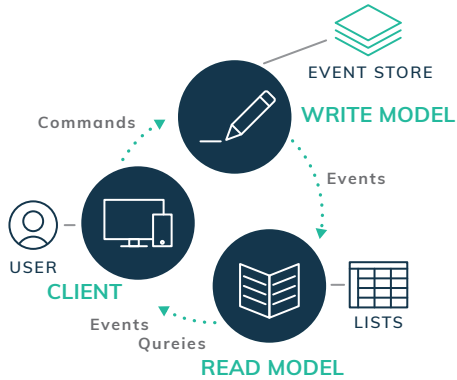 EVENT STORE
WRITE MODEL
Commands
Events
USER
CLIENT
LISTS
Events
Qureies
READ MODEL